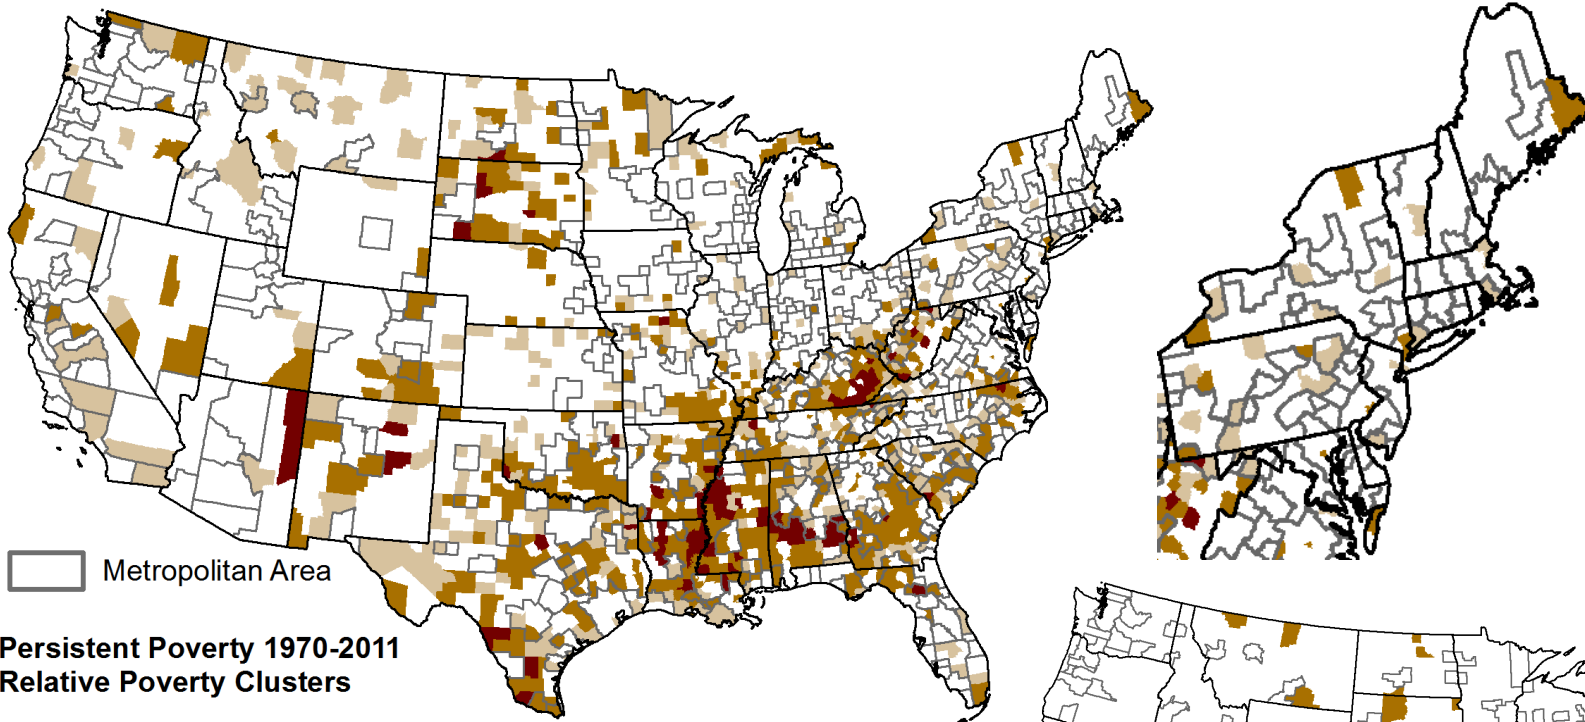 Metropolitan Area
Persistent Poverty 1970-2011
Relative Poverty Clusters